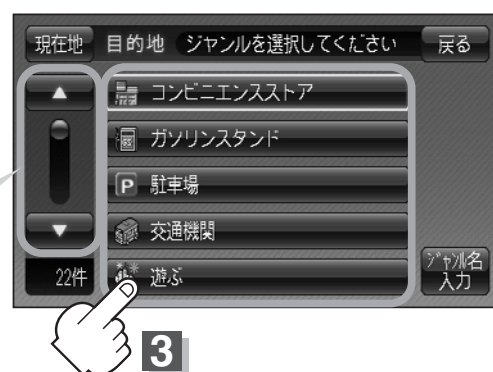 現在地 目的地 ジャンルを選択してください 戻る
コンビニエンスストア
ガソリンスタンド
P 駐車場
交通機関
22件 遊ぶ ジャンル名入力
3